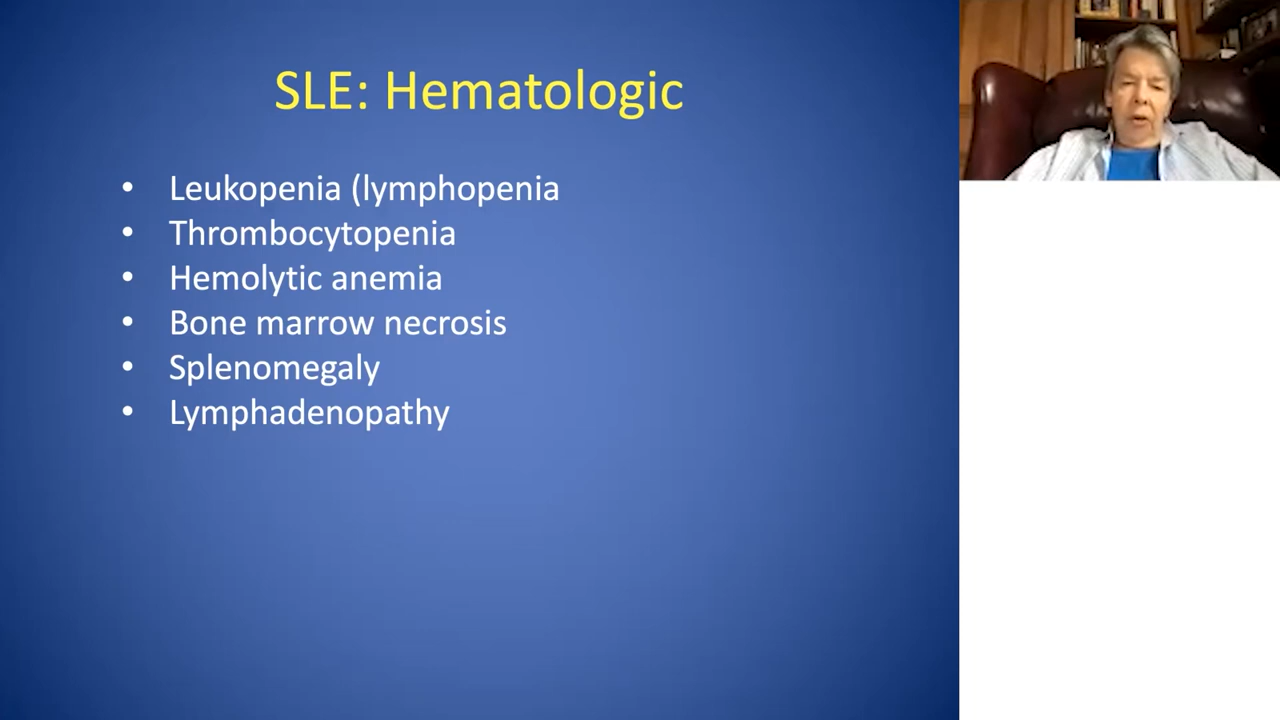 SLE: Hematologic
• Leukopenia (lymphopenia
• Thrombocytopenia
• Hemolytic anemia
• Bone marrow necrosis
• Splenomegaly
• Lymphadenopathy